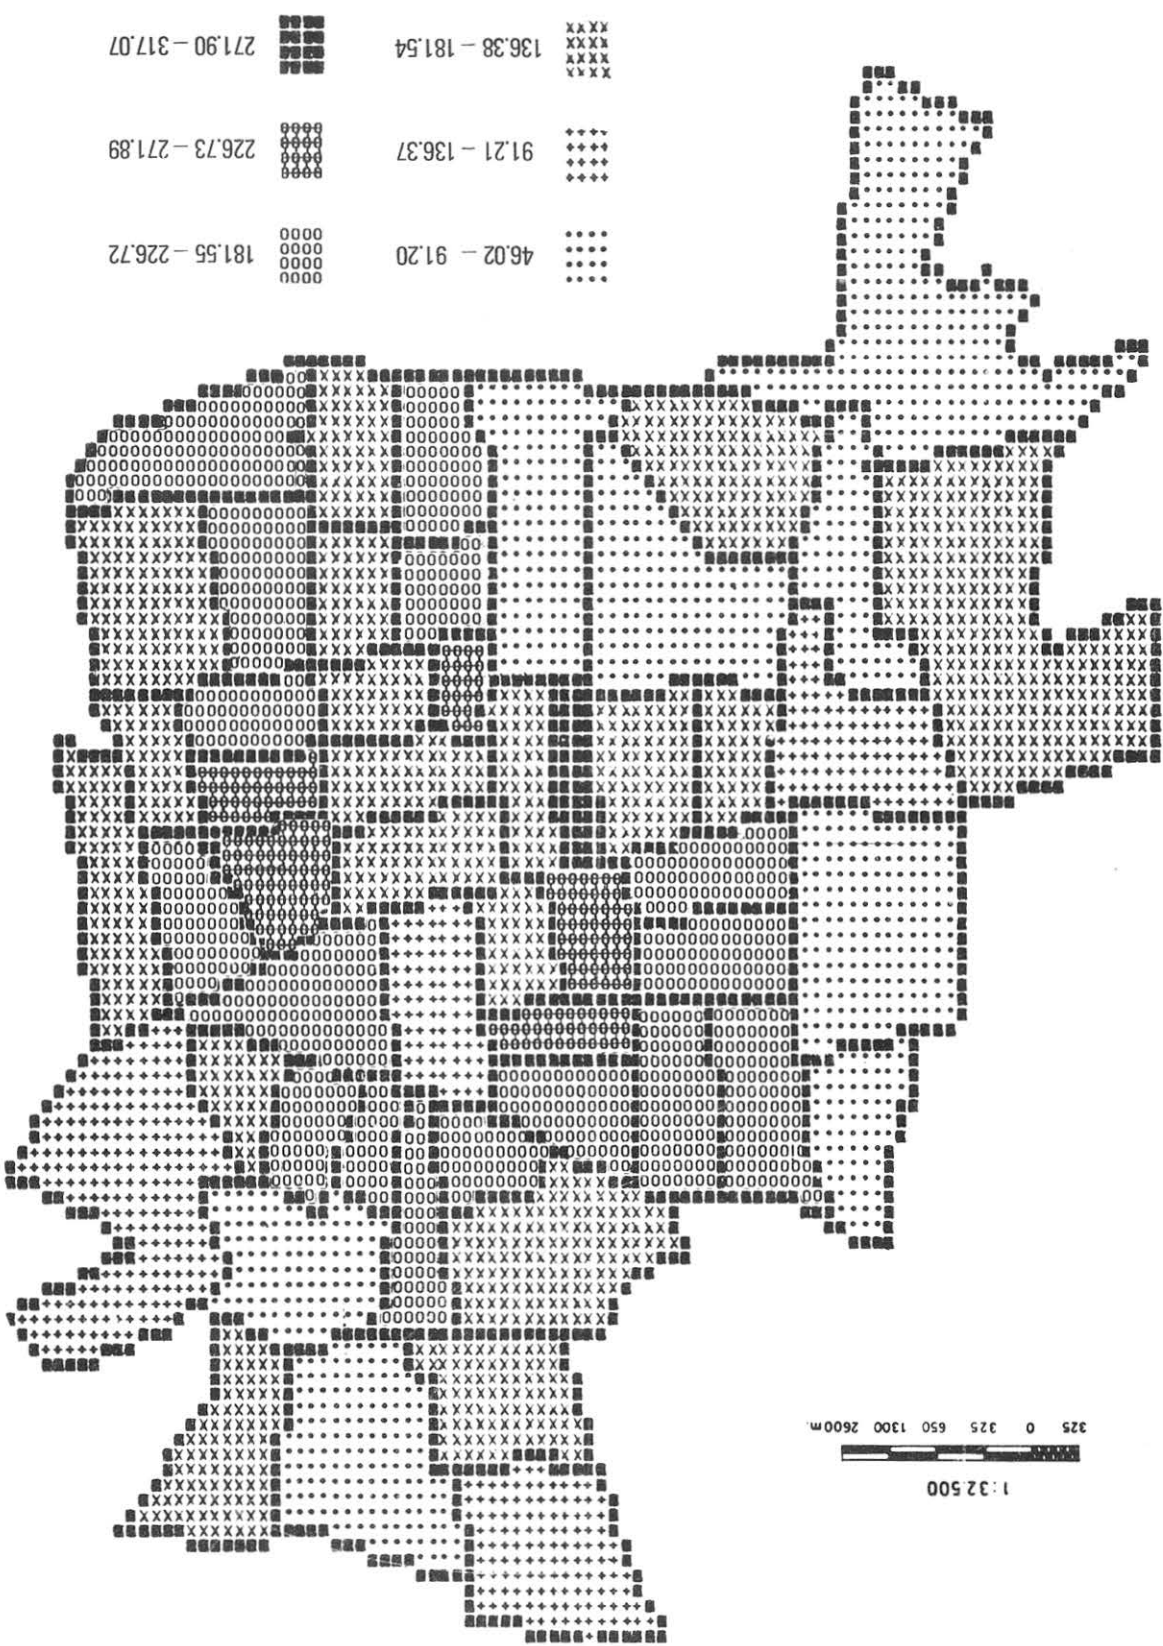 1:32.500
325 0 325 650 1300 2600m.
46.02 – 91.20
181.55 – 226.72
91.21 – 136.37
226.73 – 271.89
136.38 – 181.54
271.90 – 317.07